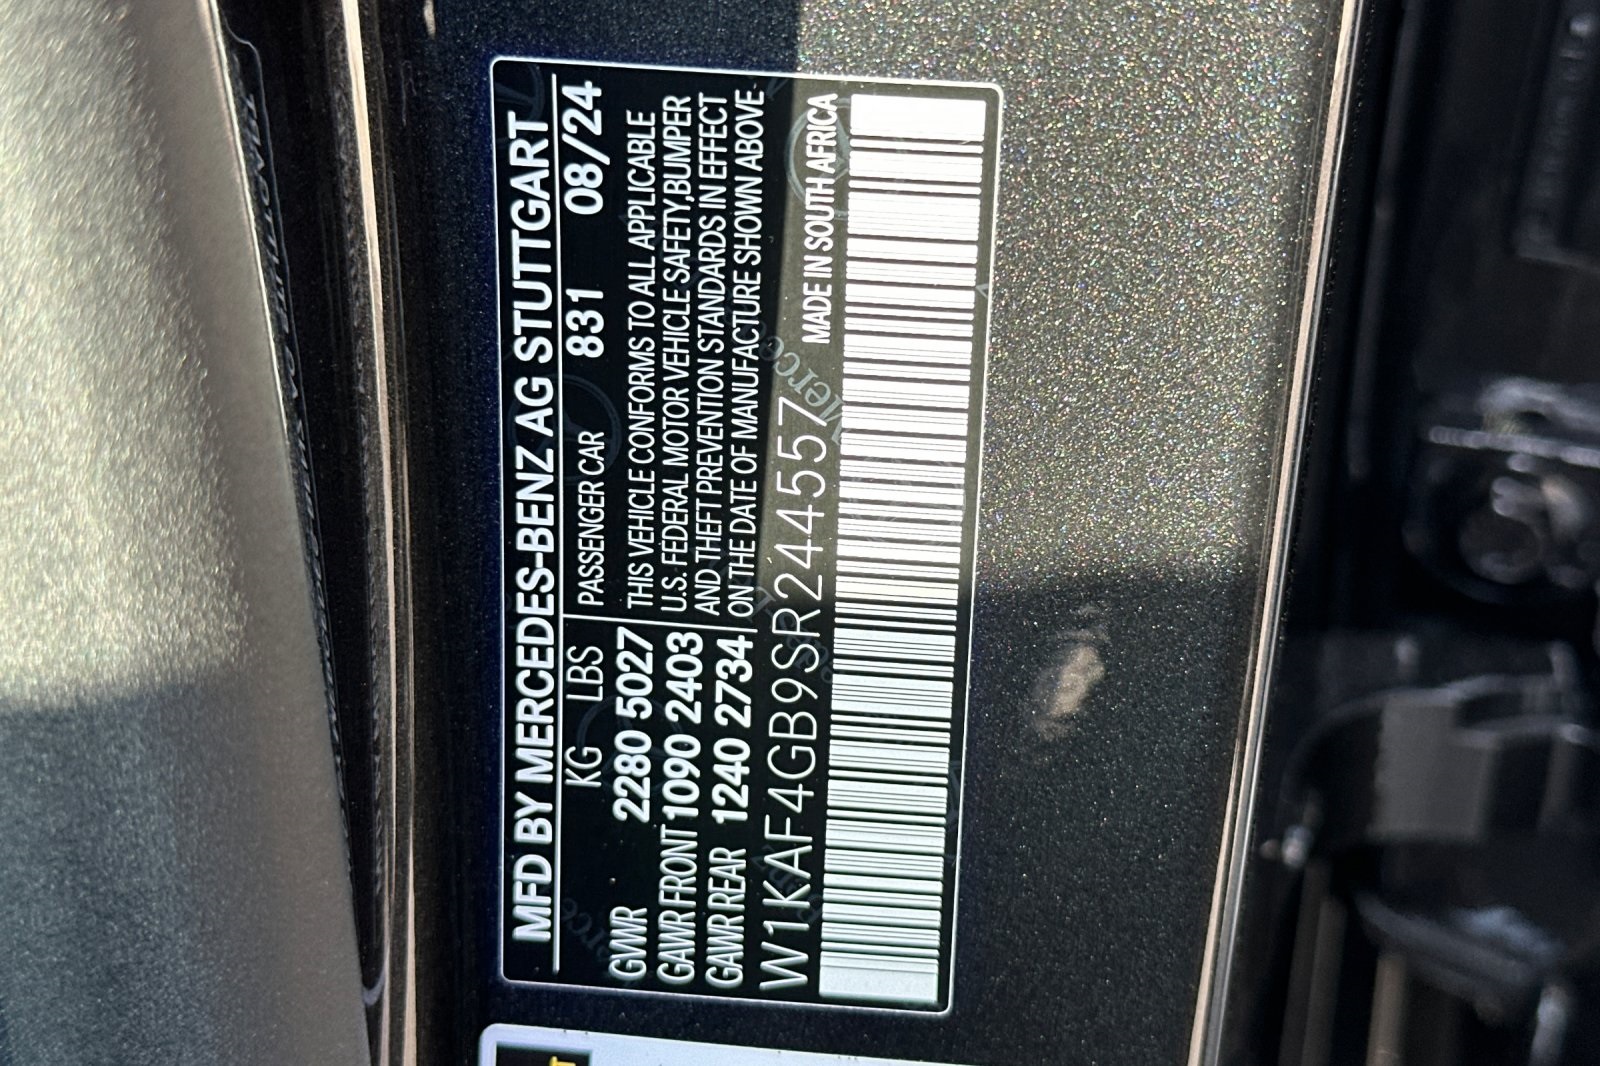 MFD BY MERCEDES-BENZ AG STUTTGART
KG LBS PASSENGER CAR 831 08/24
GVWR 2280 5027
GAWR FRONT 1090 2403
GAWR REAR 1240 2734
THIS VEHICLE CONFORMS TO ALL APPLICABLE
U.S. FEDERAL MOTOR VEHICLE SAFETY,BUMPER
AND THEFT PREVENTION STANDARDS IN EFFECT
ON THE DATE OF MANUFACTURE SHOWN ABOVE-
W1KAF4GB9SR244557 MADE IN SOUTH AFRICA